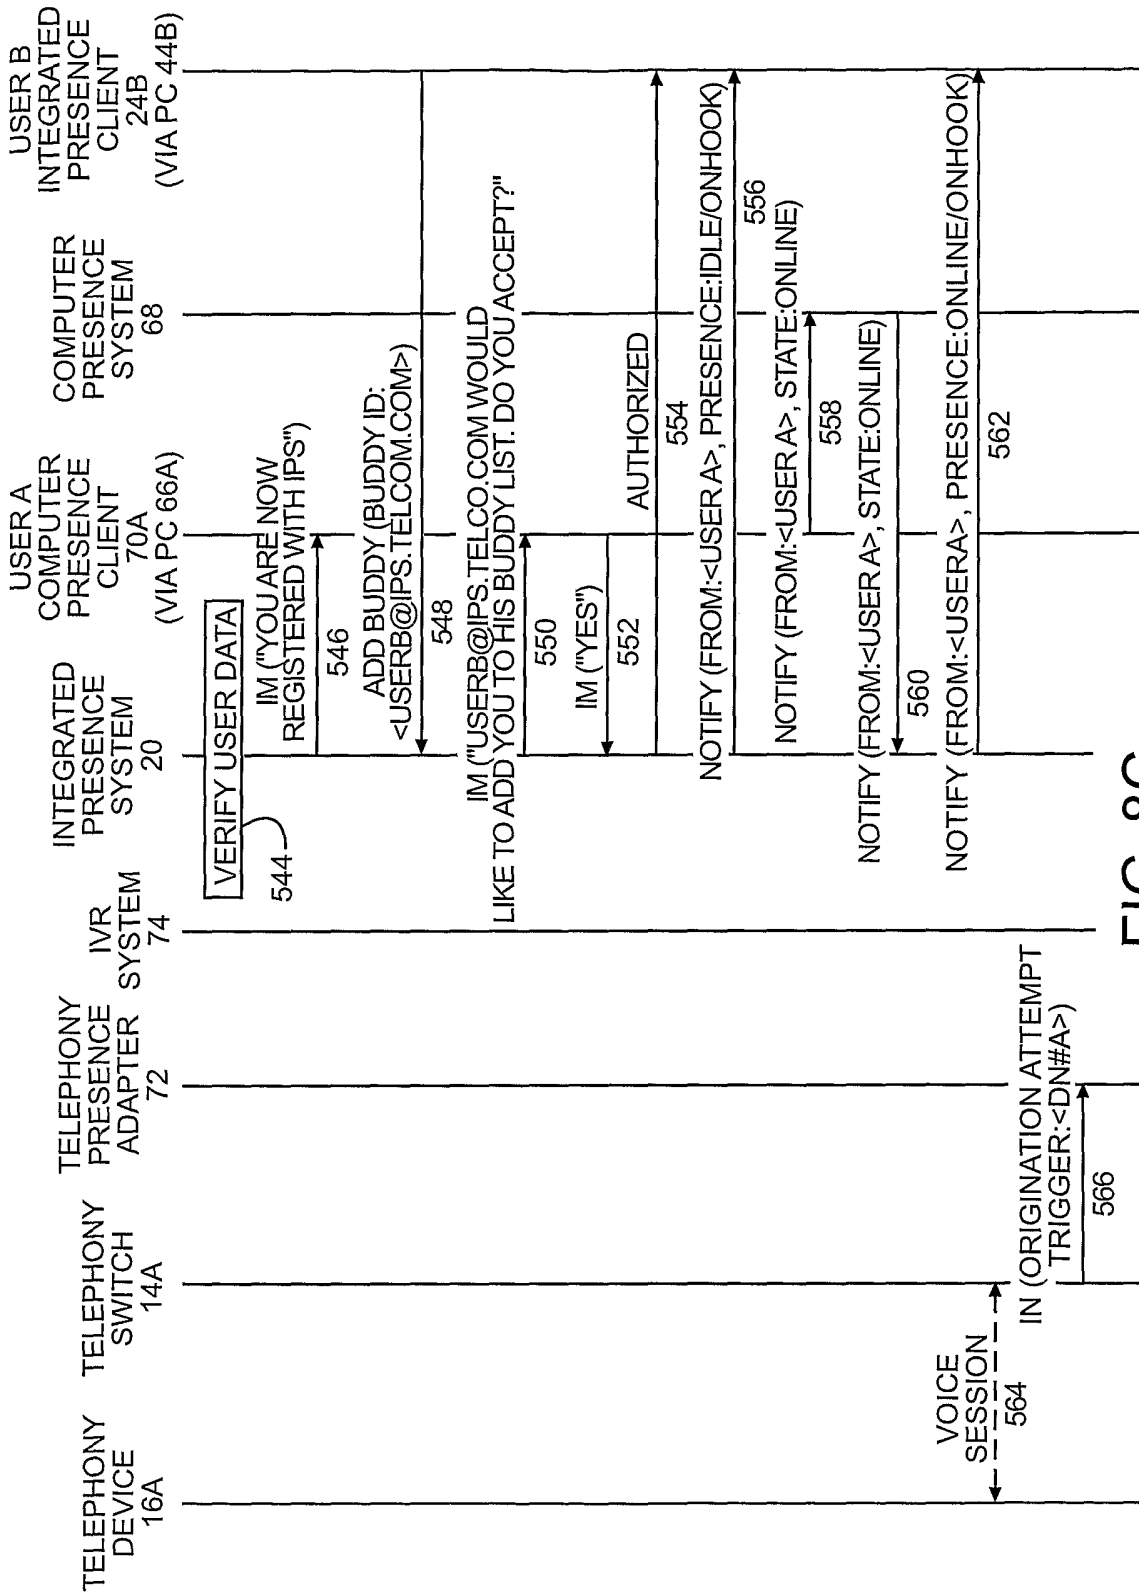 TELEPHONY
DEVICE
16A
TELEPHONY
SWITCH
14A
TELEPHONY
PRESENCE
ADAPTER
72
IVR
SYSTEM
74
INTEGRATED
PRESENCE
SYSTEM
20
USER A
COMPUTER
PRESENCE
CLIENT
70A
(VIA PC 66A)
COMPUTER
PRESENCE
SYSTEM
68
USER B
INTEGRATED
PRESENCE
CLIENT
24B
(VIA PC 44B)
VERIFY USER DATA
544
IM ("YOU ARE NOW
REGISTERED WITH IPS")
546
ADD BUDDY (BUDDY ID:
<USERB@IPS.TELCOM.COM>)
548
IM ("USERB@IPS.TELCO.COM WOULD
LIKE TO ADD YOU TO HIS BUDDY LIST. DO YOU ACCEPT?"
550
IM ("YES")
552
AUTHORIZED
554
NOTIFY (FROM:<USER A>, PRESENCE:IDLE/ONHOOK)
556
NOTIFY (FROM:<USER A>, STATE:ONLINE)
558
NOTIFY (FROM:<USER A>, STATE:ONLINE)
560
NOTIFY (FROM:<USERA>, PRESENCE:ONLINE/ONHOOK)
562
VOICE
SESSION
564
IN (ORIGINATION ATTEMPT
TRIGGER:<DN#A>)
566